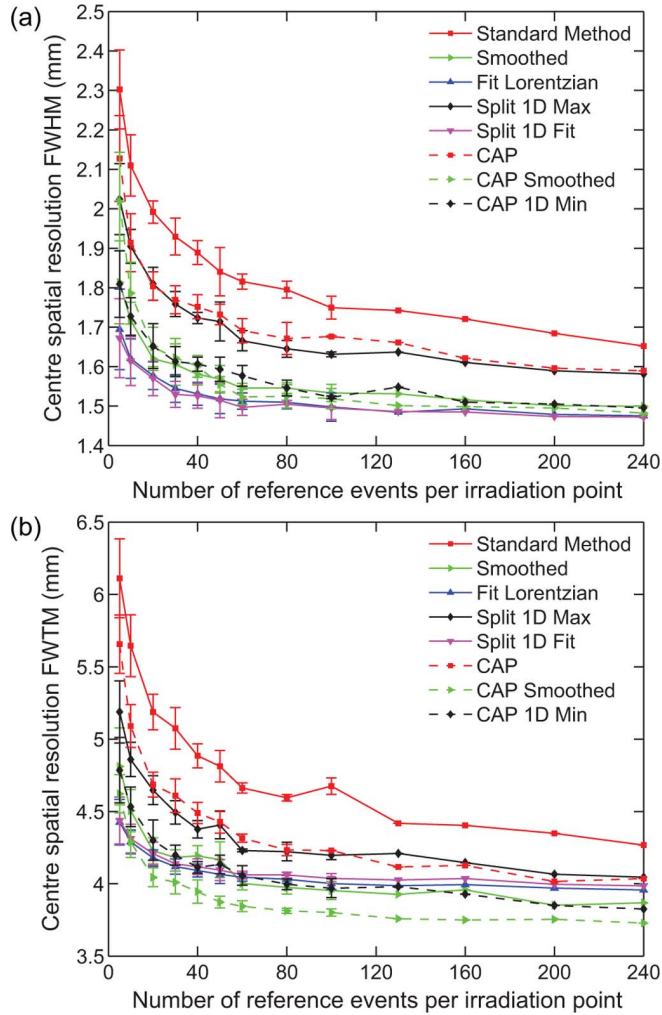 (a)
2.5
2.4
2.3
2.2
2.1
2
1.9
1.8
1.7
1.6
1.5
1.4
Centre spatial resolution FWHM (mm)
Standard Method
Smoothed
Fit Lorentzian
Split 1D Max
Split 1D Fit
CAP
CAP Smoothed
CAP 1D Min
0 40 80 120 160 200 240
Number of reference events per irradiation point
(b)
6.5
6
5.5
5
4.5
4
3.5
Centre spatial resolution FWTM (mm)
Standard Method
Smoothed
Fit Lorentzian
Split 1D Max
Split 1D Fit
CAP
CAP Smoothed
CAP 1D Min
0 40 80 120 160 200 240
Number of reference events per irradiation point